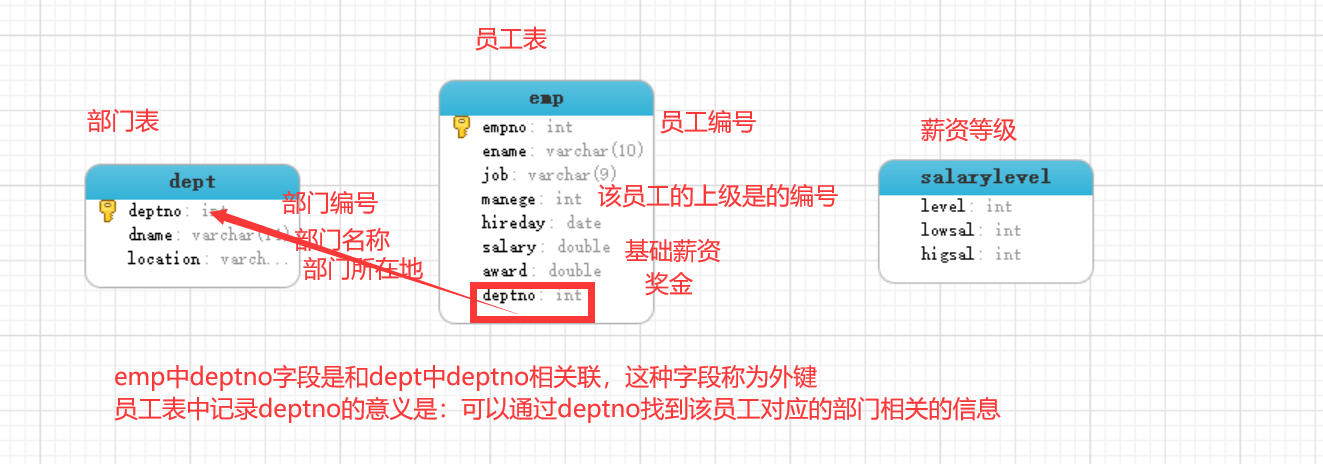 员工表
部门表
dept
deptno: int
部门编号
dname: varchar
部门名称
location: varch...
部门所在地
emp
empno: int
员工编号
ename: varchar(10)
job: varchar(9)
manege: int
该员工的上级是的编号
hireday: date
salary: double
基础薪资
award: double
奖金
deptno: int
薪资等级
salarylevel
level: int
lowsal: int
higsal: int
emp中deptno字段是和dept中deptno相关联，这种字段称为外键
员工表中记录deptno的意义是：可以通过deptno找到该员工对应的部门相关的信息